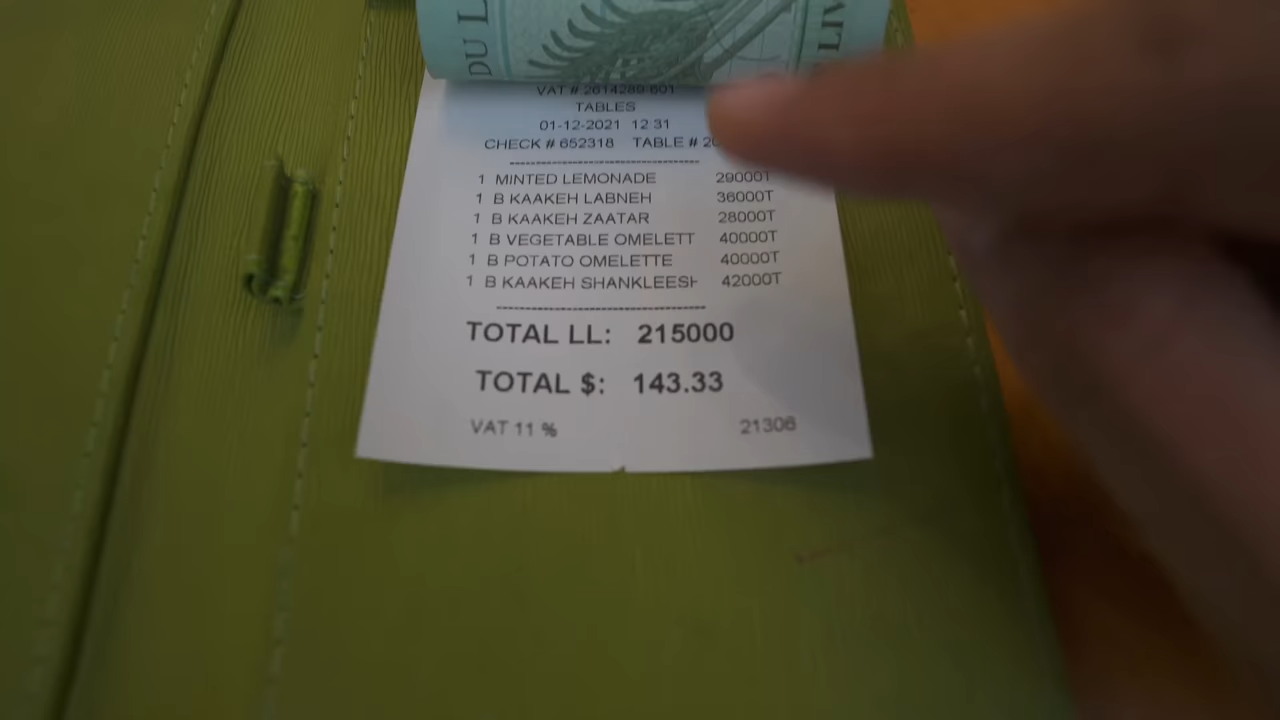 DU L
LIV
VAT # 2614289-601
TABLES
01-12-2021 12:31
CHECK # 652318 TABLE #
1 MINTED LEMONADE 29000T
1 B KAAKEH LABNEH 36000T
1 B KAAKEH ZAATAR 28000T
1 B VEGETABLE OMELETT 40000T
1 B POTATO OMELETTE 40000T
1 B KAAKEH SHANKLEESH 42000T
TOTAL LL: 215000
TOTAL $: 143.33
VAT 11 % 21306